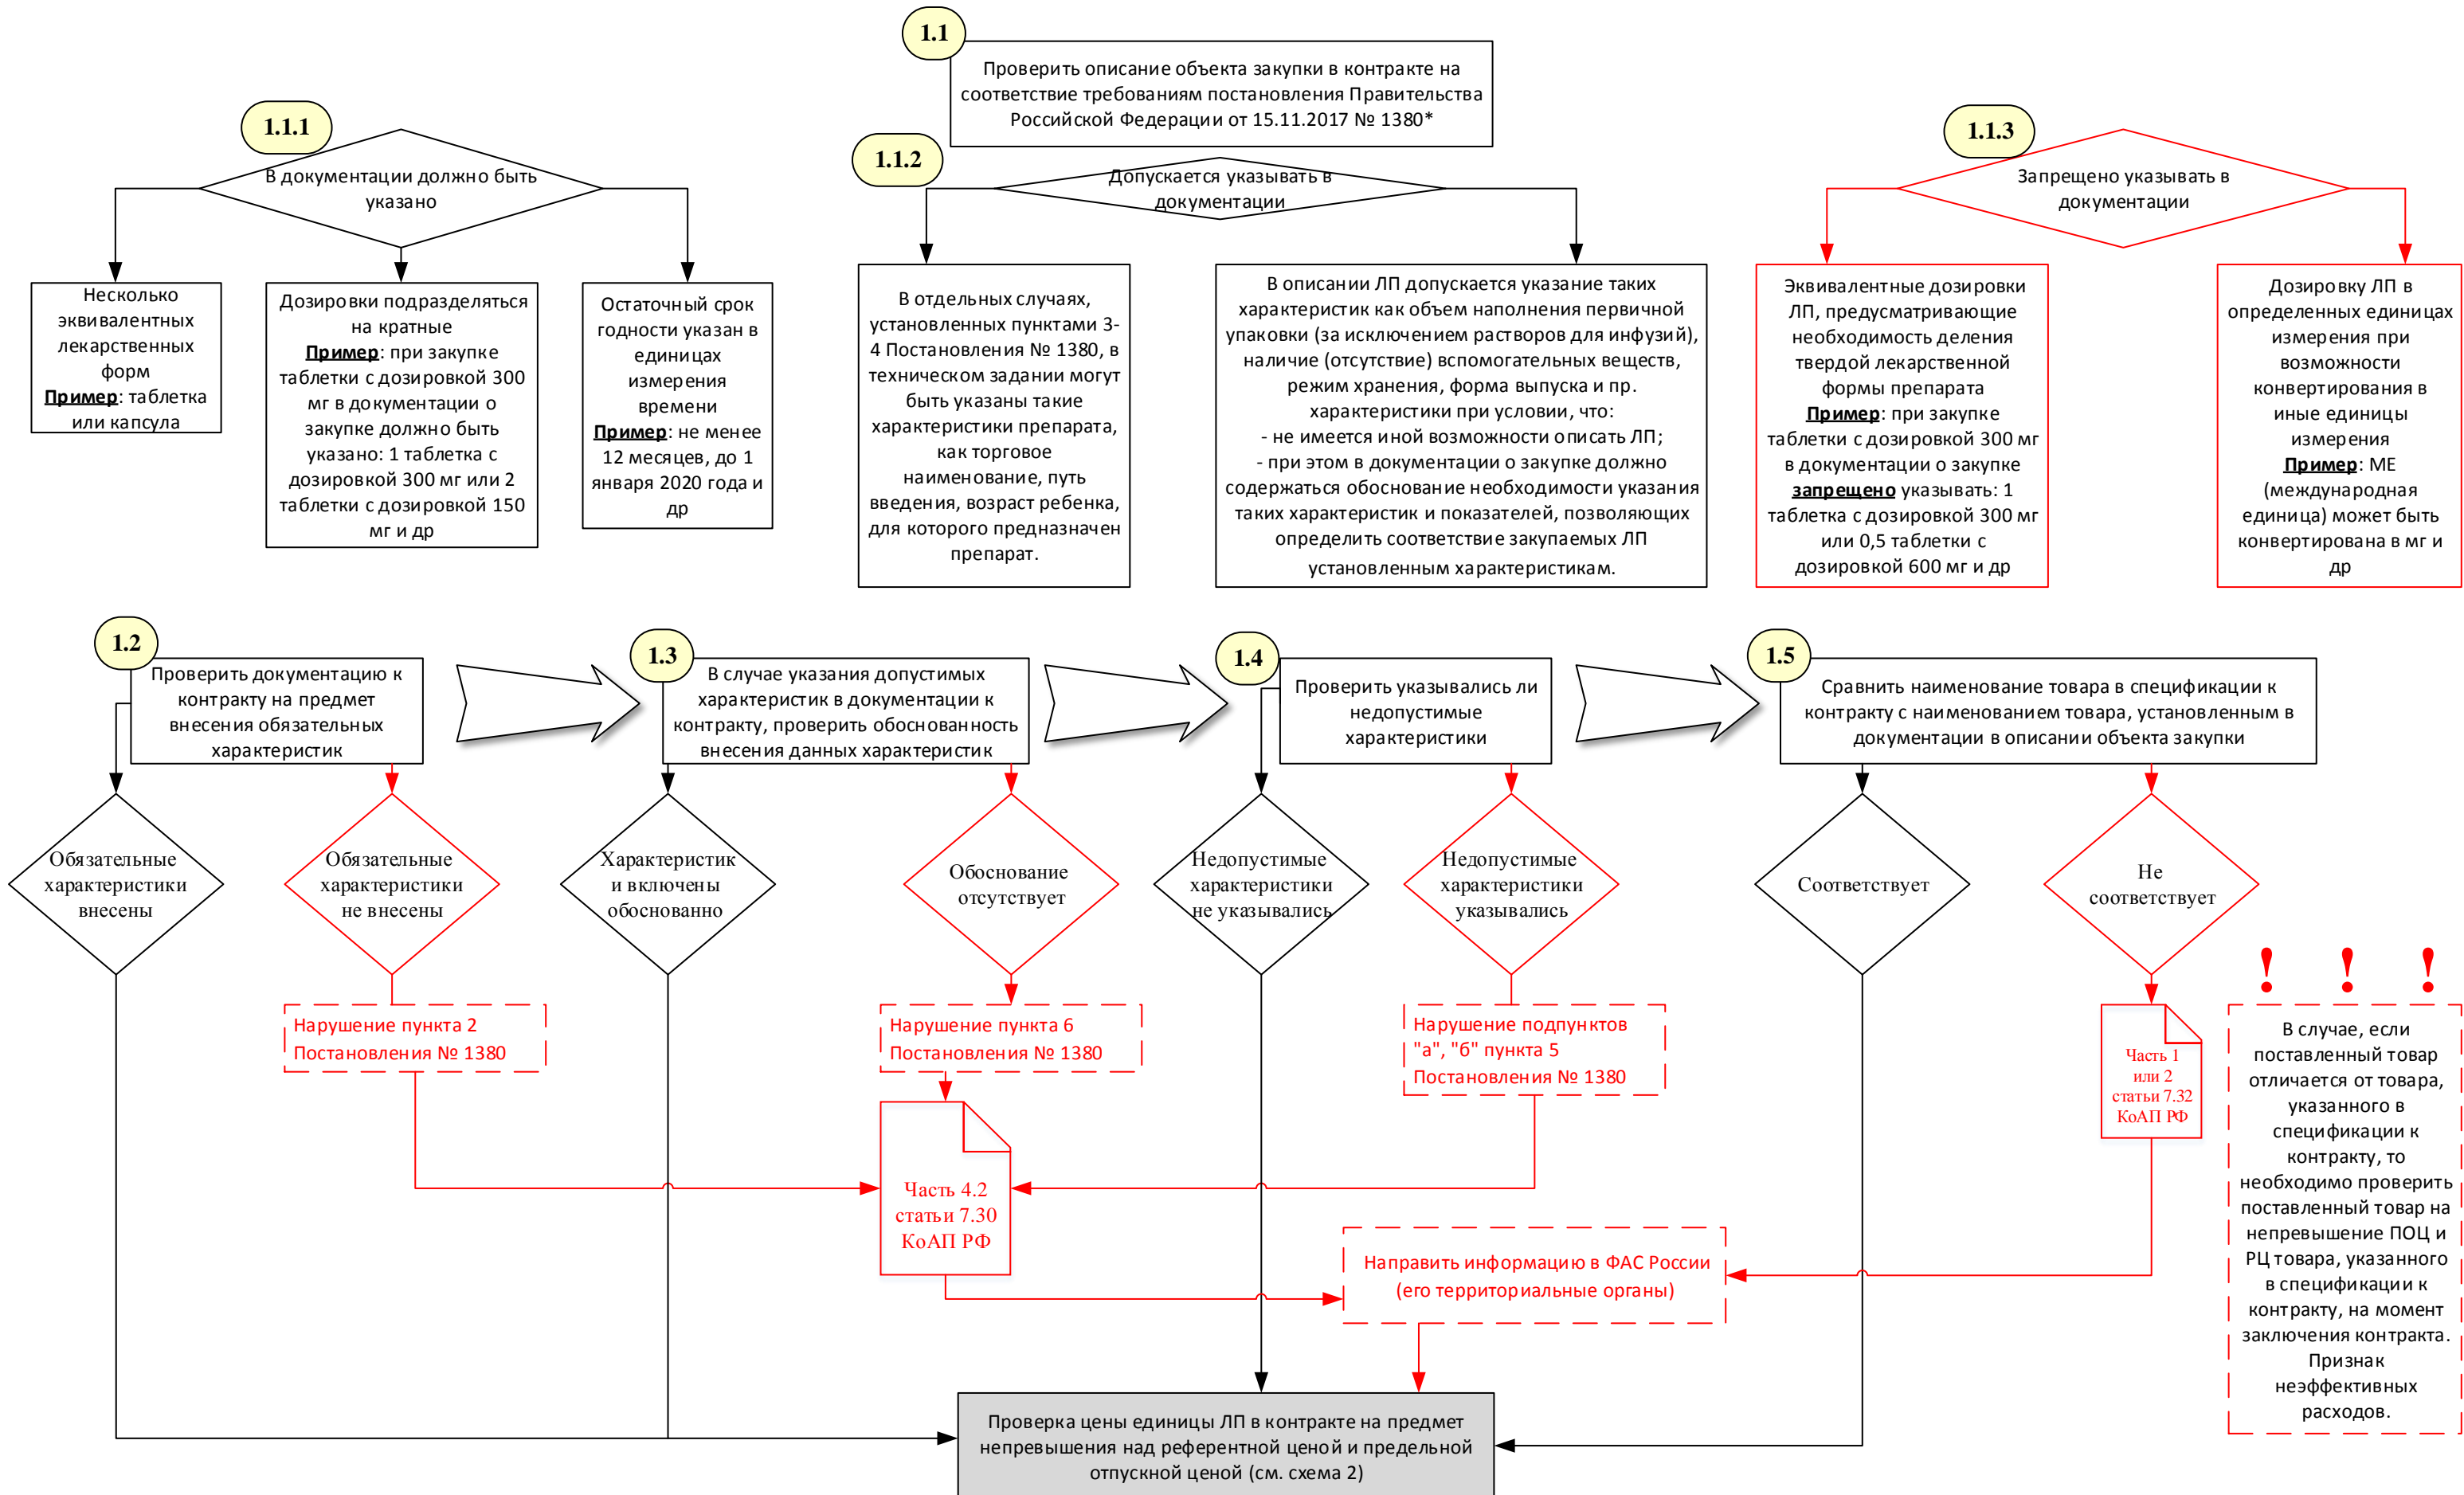 1.1
Проверить описание объекта закупки в контракте на
соответствие требованиям постановления Правительства
Российской Федерации от 15.11.2017 № 1380*
1.1.1
В документации должно быть
указано
Несколько
эквивалентных
лекарственных
форм
Пример: таблетка
или капсула
Дозировки подразделяться
на кратные
Пример: при закупке
таблетки с дозировкой 300
мг в документации о
закупке должно быть
указано: 1 таблетка с
дозировкой 300 мг или 2
таблетки с дозировкой 150
мг и др
Остаточный срок
годности указан в
единицах
измерения
времени
Пример: не менее
12 месяцев, до 1
января 2020 года и
др
1.1.2
Допускается указывать в
документации
В отдельных случаях,
установленных пунктами 3-
4 Постановления № 1380, в
техническом задании могут
быть указаны такие
характеристики препарата,
как торговое
наименование, путь
введения, возраст ребенка,
для которого предназначен
препарат.
В описании ЛП допускается указание таких
характеристик как объем наполнения первичной
упаковки (за исключением растворов для инфузий),
наличие (отсутствие) вспомогательных веществ,
режим хранения, форма выпуска и пр.
характеристики при условии, что:
- не имеется иной возможности описать ЛП;
- при этом в документации о закупке должно
содержаться обоснование необходимости указания
таких характеристик и показателей, позволяющих
определить соответствие закупаемых ЛП
установленным характеристикам.
1.1.3
Запрещено указывать в
документации
Эквивалентные дозировки
ЛП, предусматривающие
необходимость деления
твердой лекарственной
формы препарата
Пример: при закупке
таблетки с дозировкой 300 мг
в документации о закупке
запрещено указывать: 1
таблетка с дозировкой 300 мг
или 0,5 таблетки с
дозировкой 600 мг и др
Дозировку ЛП в
определенных единицах
измерения при
возможности
конвертирования в
иные единицы
измерения
Пример: МЕ
(международная
единица) может быть
конвертирована в мг и
др
1.2
Проверить документацию к
контракту на предмет
внесения обязательных
характеристик
1.3
В случае указания допустимых
характеристик в документации к
контракту, проверить обоснованность
внесения данных характеристик
1.4
Проверить указывались ли
недопустимые
характеристики
1.5
Сравнить наименование товара в спецификации к
контракту с наименованием товара, установленным в
документации в описании объекта закупки
Обязательные
характеристики
внесены
Обязательные
характеристики
не внесены
Характеристик
и включены
обоснованно
Обоснование
отсутствует
Недопустимые
характеристики
не указывались
Недопустимые
характеристики
указывались
Соответствует
Не
соответствует
Нарушение пункта 2
Постановления № 1380
Нарушение пункта 6
Постановления № 1380
Нарушение подпунктов
"а", "б" пункта 5
Постановления № 1380
Часть 1
или 2
статьи 7.32
КоАП РФ
! ! !
В случае, если
поставленный товар
отличается от товара,
указанного в
спецификации к
контракту, то
необходимо проверить
поставленный товар на
непревышение ПОЦ и
РЦ товара, указанного
в спецификации к
контракту, на момент
заключения контракта.
Признак
неэффективных
расходов.
Часть 4.2
статьи 7.30
КоАП РФ
Направить информацию в ФАС России
(его территориальные органы)
Проверка цены единицы ЛП в контракте на предмет
непревышения над референтной ценой и предельной
отпускной ценой (см. схема 2)